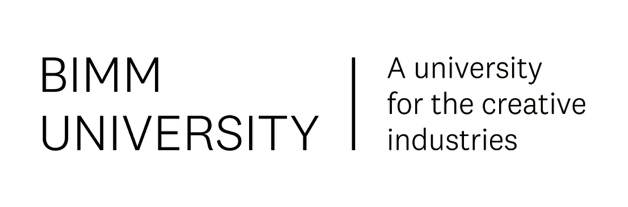 BIMM
UNIVERSITY
A university
for the creative
industries